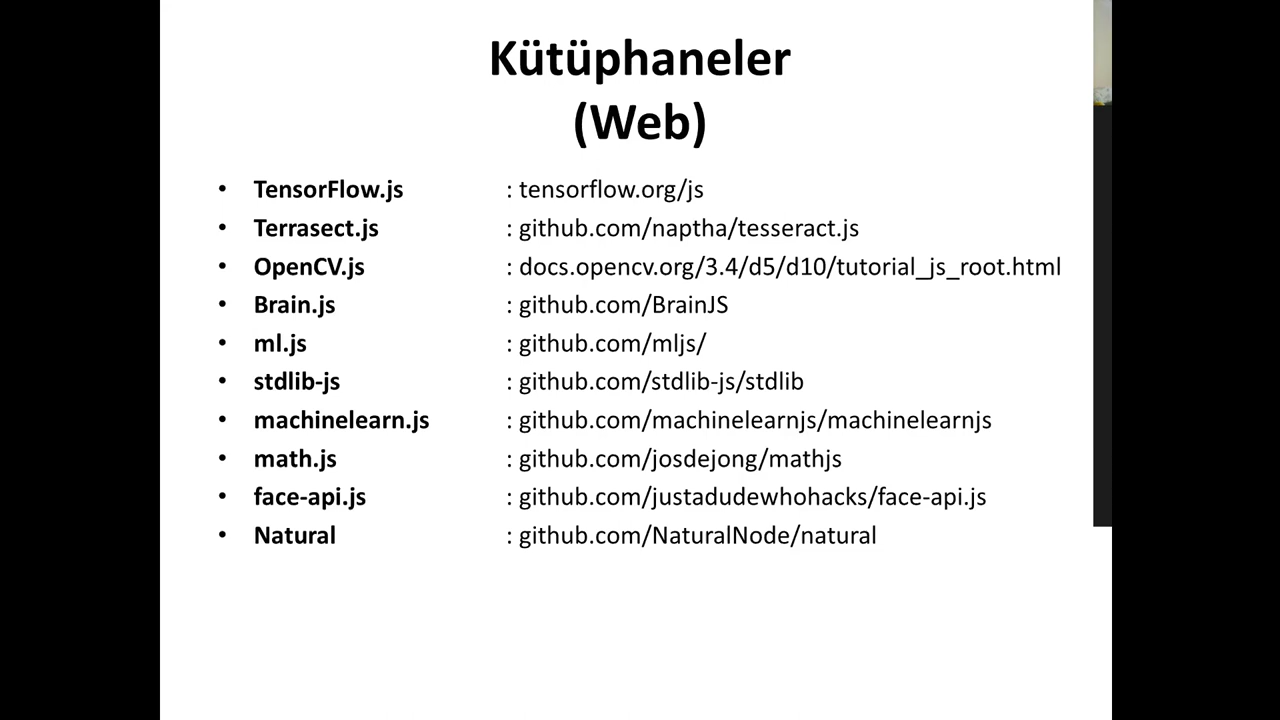 Kütüphaneler
(Web)
• TensorFlow.js : tensorflow.org/js
• Terrasect.js : github.com/naptha/tesseract.js
• OpenCV.js : docs.opencv.org/3.4/d5/d10/tutorial_js_root.html
• Brain.js : github.com/BrainJS
• ml.js : github.com/mljs/
• stdlib-js : github.com/stdlib-js/stdlib
• machinelearn.js : github.com/machinelearnjs/machinelearnjs
• math.js : github.com/josdejong/mathjs
• face-api.js : github.com/justadudewhohacks/face-api.js
• Natural : github.com/NaturalNode/natural